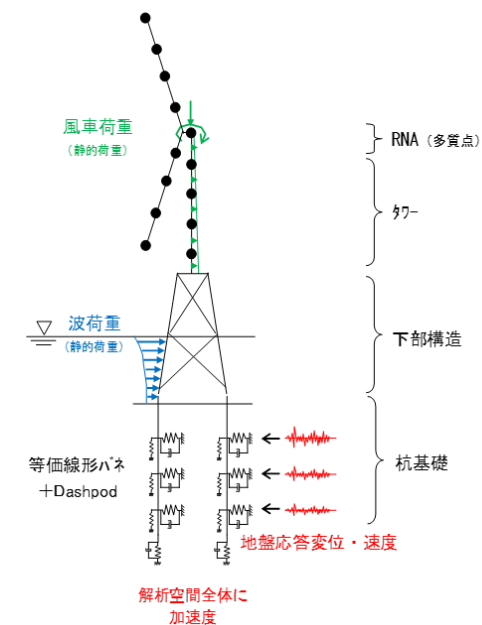 風車荷重
(静的荷重)
RNA (多質点)
タワー
波荷重
(静的荷重)
下部構造
等価線形バネ
＋Dashpod
杭基礎
地盤応答変位・速度
解析空間全体に
加速度